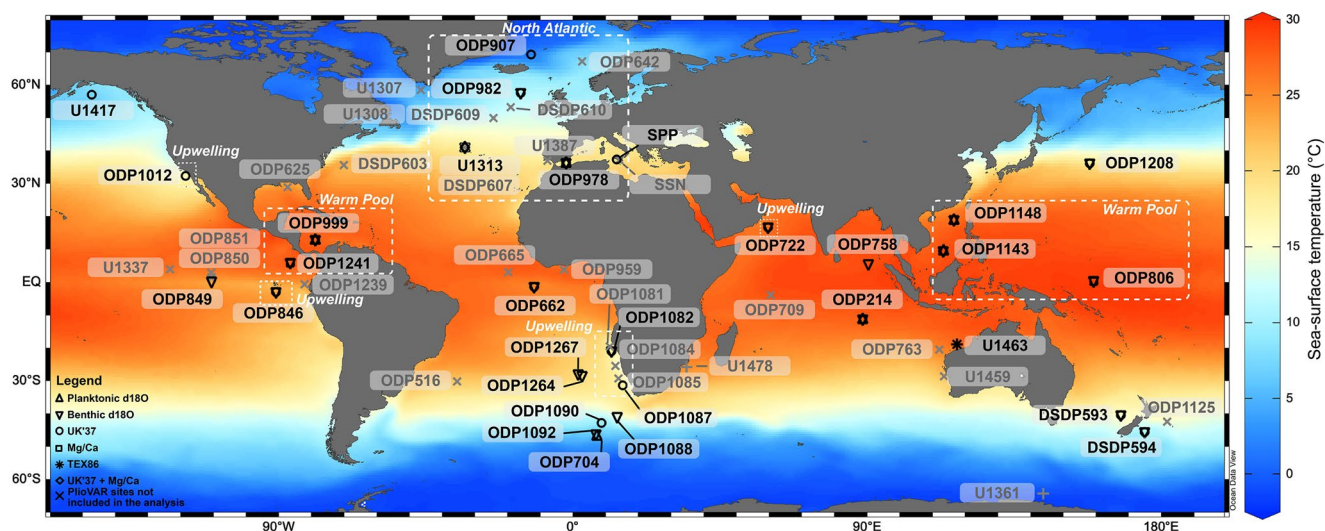 North Atlantic
ODP907
ODP642
60°N
U1307
ODP982
U1417
U1308
DSDP609
DSDP610
SPP
Upwelling
U1387
ODP1012
ODP625
DSDP603
U1313
ODP1208
30°N
DSDP607
ODP978
SSN
Warm Pool
Upwelling
Warm Pool
ODP999
ODP1148
ODP851
ODP722
ODP758
ODP1143
ODP850
U1337
ODP1241
ODP665
ODP959
ODP806
EQ
ODP849
ODP1239
ODP1081
ODP709
ODP846
Upwelling
ODP662
ODP1082
ODP214
Upwelling
ODP1267
ODP1084
ODP763
U1463
U1478
30°S
ODP516
ODP1264
ODP1085
U1459
ODP1090
ODP1087
DSDP593
ODP1125
ODP1092
ODP1088
DSDP594
ODP704
60°S
U1361
Legend
Planktonic d18O
Benthic d18O
UK'37
Mg/Ca
TEX86
UK'37 + Mg/Ca
PlioVAR sites not
included in the analysis
90°W
0°
90°E
180°E
Ocean Data View
30
25
20
15
10
5
0
Sea-surface temperature (°C)